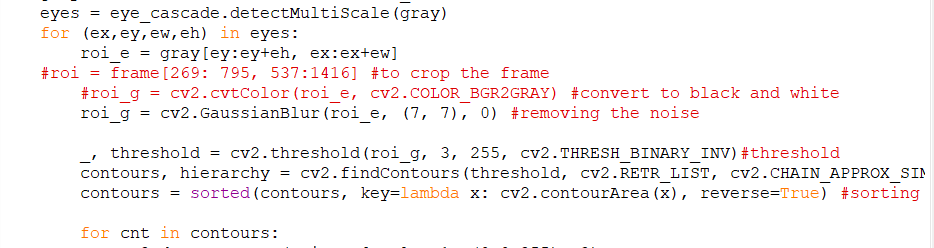 eyes = eye_cascade.detectMultiScale(gray)
for (ex,ey,ew,eh) in eyes:
    roi_e = gray[ey:ey+eh, ex:ex+ew]
#roi = frame[269: 795, 537:1416] #to crop the frame
    #roi_g = cv2.cvtColor(roi_e, cv2.COLOR_BGR2GRAY) #convert to black and white
    roi_g = cv2.GaussianBlur(roi_e, (7, 7), 0) #removing the noise
    _, threshold = cv2.threshold(roi_g, 3, 255, cv2.THRESH_BINARY_INV)#threshold
    contours, hierarchy = cv2.findContours(threshold, cv2.RETR_LIST, cv2.CHAIN_APPROX_SIM
    contours = sorted(contours, key=lambda x: cv2.contourArea(x), reverse=True) #sorting
    for cnt in contours: